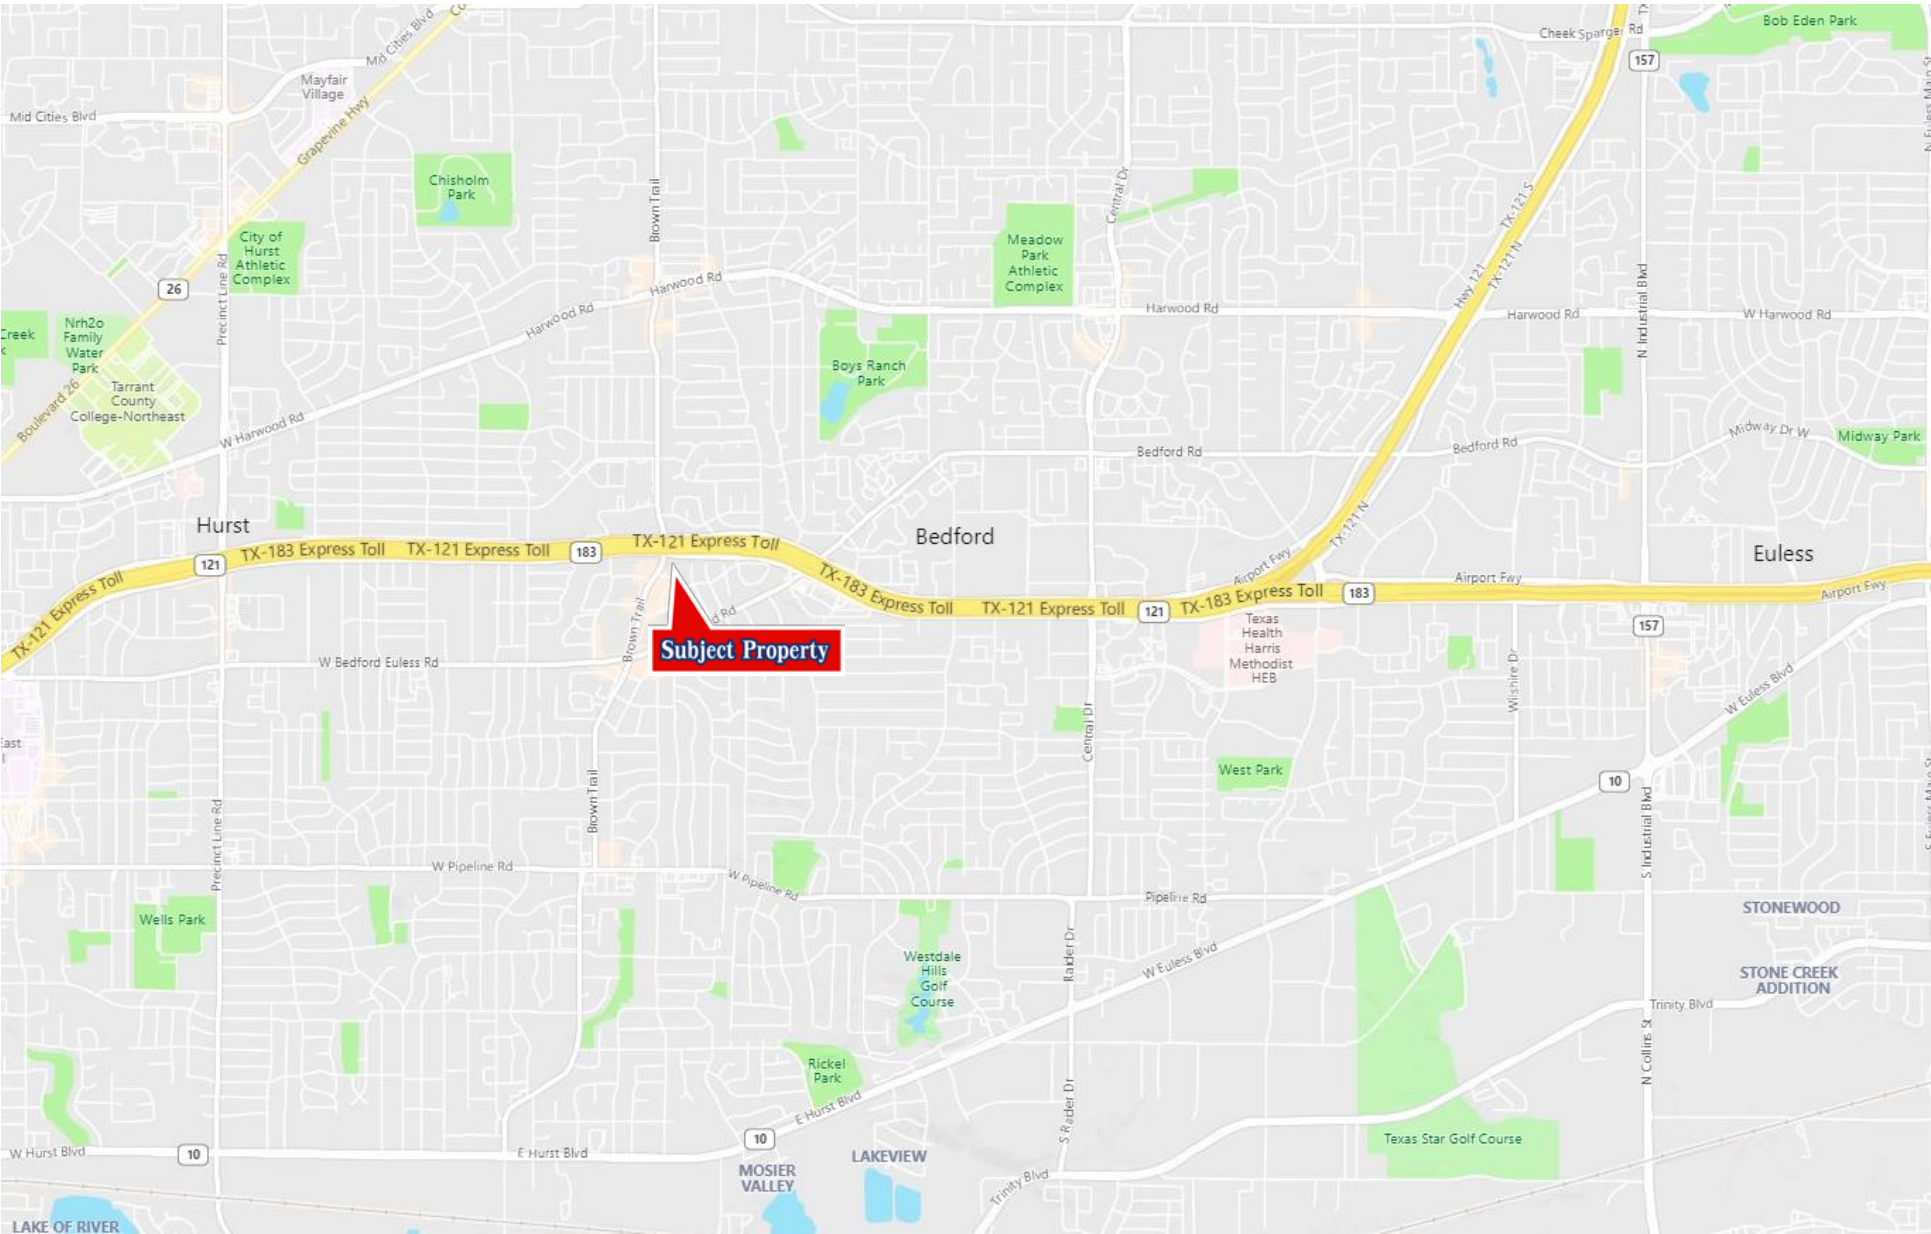 Bob Eden Park
Cheek Sparger Rd
157
Mid Cities Blvd
Mayfair
Village
Mid Cities Blvd
Grapevine Hwy
Chisholm
Park
Brown Trail
Central Dr
TX-121 S
City of
Hurst
Athletic
Complex
Meadow
Park
Athletic
Complex
TX-121 N
Hwy 121
26
Precinct Line Rd
Harwood Rd
Harwood Rd
Harwood Rd
Harwood Rd
W Harwood Rd
N Industrial Blvd
Creek
Nrh2o
Family
Water
Park
Boys Ranch
Park
Tarrant
County
College-Northeast
Boulevard 26
W Harwood Rd
Bedford Rd
Bedford Rd
Midway Dr W
Midway Park
Hurst
Bedford
Euless
TX-121 N
TX-121 Express Toll
121
TX-183 Express Toll
TX-121 Express Toll
183
TX-121 Express Toll
TX-183 Express Toll
TX-121 Express Toll
121
TX-183 Express Toll
183
Airport Fwy
Airport Fwy
Airport Fwy
Brown Trail
d Rd
Subject Property
W Bedford Euless Rd
Texas
Health
Harris
Methodist
HEB
157
Wilshire Dr
W Euless Blvd
East
Central Dr
West Park
10
Brown Trail
Precinct Line Rd
S Industrial Blvd
W Pipeline Rd
W Pipeline Rd
Pipeline Rd
Wells Park
STONEWOOD
Westdale
Hills
Golf
Course
Raider Dr
W Euless Blvd
STONE CREEK
ADDITION
Trinity Blvd
N Collins St
Rickel
Park
E Hurst Blvd
S Raider Dr
Texas Star Golf Course
W Hurst Blvd
10
E Hurst Blvd
10
MOSIER
VALLEY
LAKEVIEW
Trinity Blvd
LAKE OF RIVER